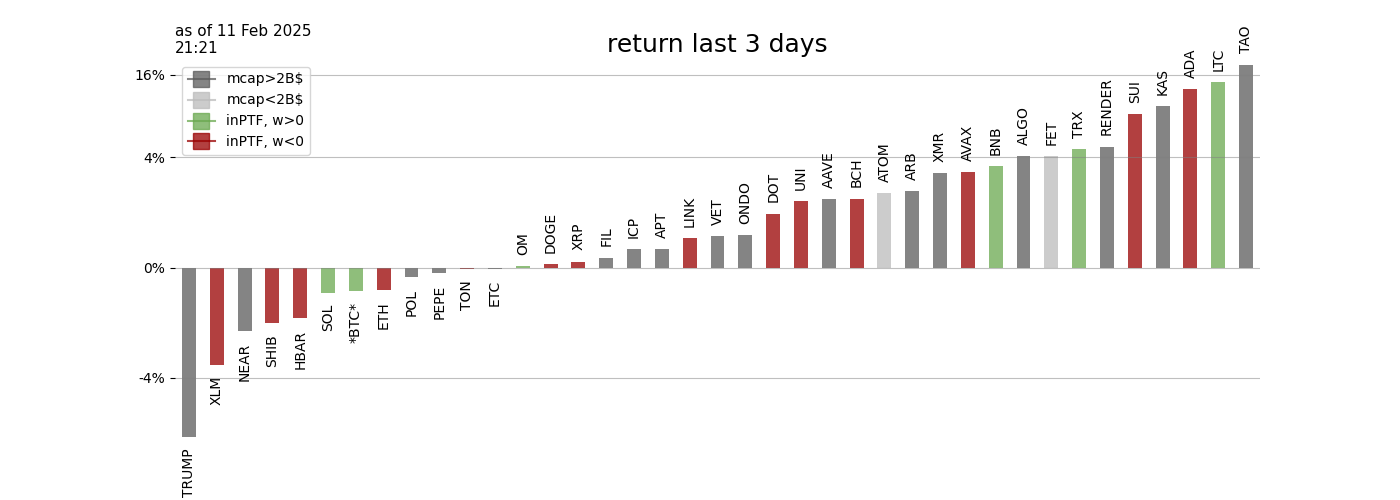 as of 11 Feb 2025
21:21
return last 3 days
mcap>2B$
mcap<2B$
inPTF, w>0
inPTF, w<0
16%
4%
0%
-4%
TRUMP
XLM
NEAR
SHIB
HBAR
SOL
*BTC*
ETH
POL
PEPE
TON
ETC
OM
DOGE
XRP
FIL
ICP
APT
LINK
VET
ONDO
DOT
UNI
AAVE
BCH
ATOM
ARB
XMR
AVAX
BNB
ALGO
FET
TRX
RENDER
SUI
KAS
ADA
LTC
TAO